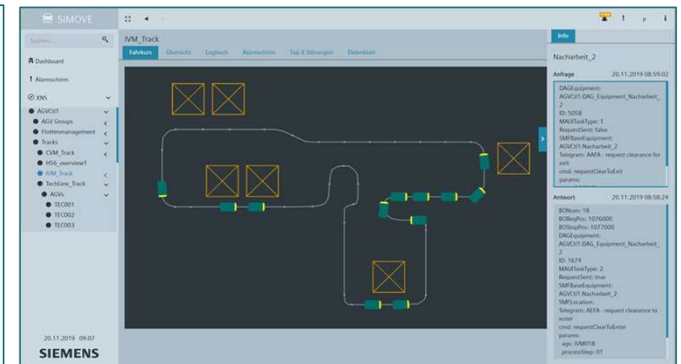 SIMOVE
Suchen...
Dashboard
! Alarmschirm
XNS
AGVCtl1
AGV Groups
Flottenmanagement
Tracks
CVM_Track
HS6_overview1
IVM_Track
TechLine_Track
AGVs
TEC001
TEC002
TEC003
20.11.2019 09:07
SIEMENS
IVM_Track
Fahrkurs Übersicht Logbuch Alarmschirm Top X Störungen Datenblatt
Info
Nacharbeit_2
Anfrage 20.11.2019 08:59:02
DAGEquipment:
AGVCtl1:DAG_Equipment_Nacharbeit_
2
ID: 5058
MAUITaskType: 1
RequestSent: false
SMFBaseEquipment:
AGVCtl1:Nacharbeit_2
Telegram: AAFA - request clearance for
exit
cmd: requestClearToExit
params:
Antwort 20.11.2019 08:58:24
BONum: 18
BOReqPos: 1076000
BOStopPos: 1077000
DAGEquipment:
AGVCtl1:DAG_Equipment_Nacharbeit_
2
ID: 1674
MAUITaskType: 2
RequestSent: true
SMFBaseEquipment:
AGVCtl1:Nacharbeit_2
SMFLocation:
Telegram: AEFA - request clearance to
enter
cmd: requestClearToEnter
params:
agv: IVM018
processStep: 01